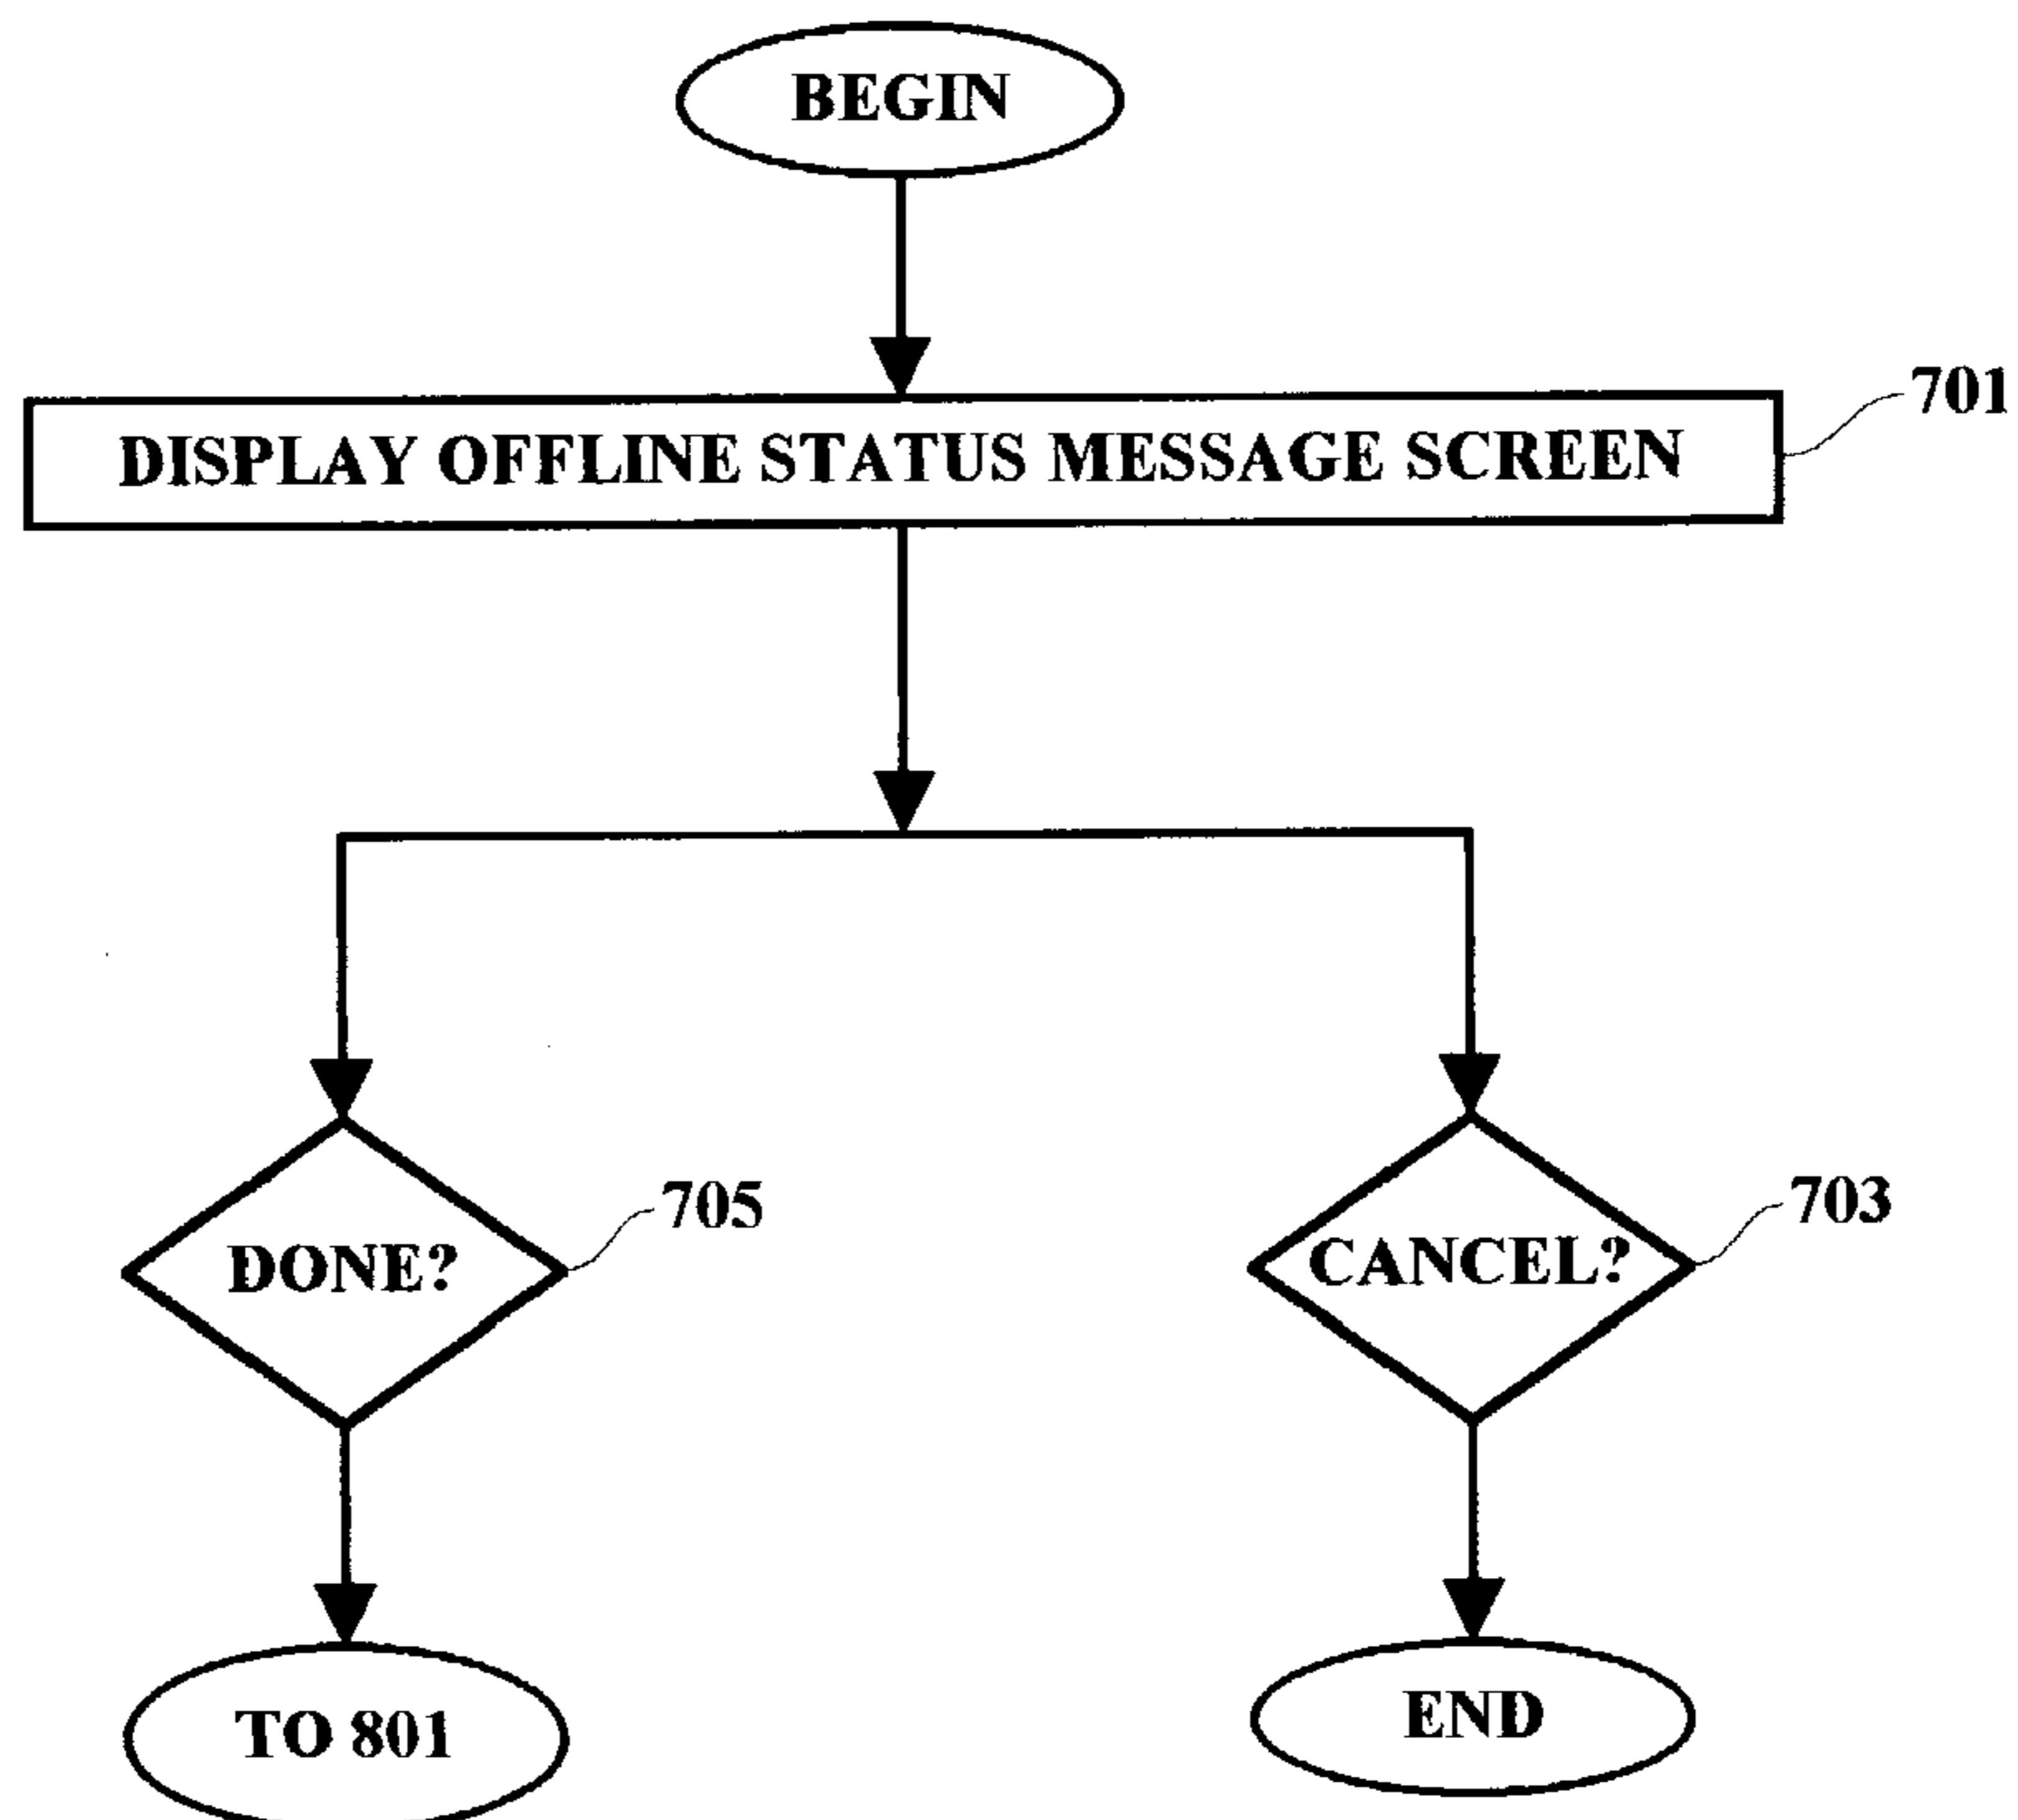 BEGIN
701
DISPLAY OFFLINE STATUS MESSAGE SCREEN
705
703
DONE?
CANCEL?
TO 801
END